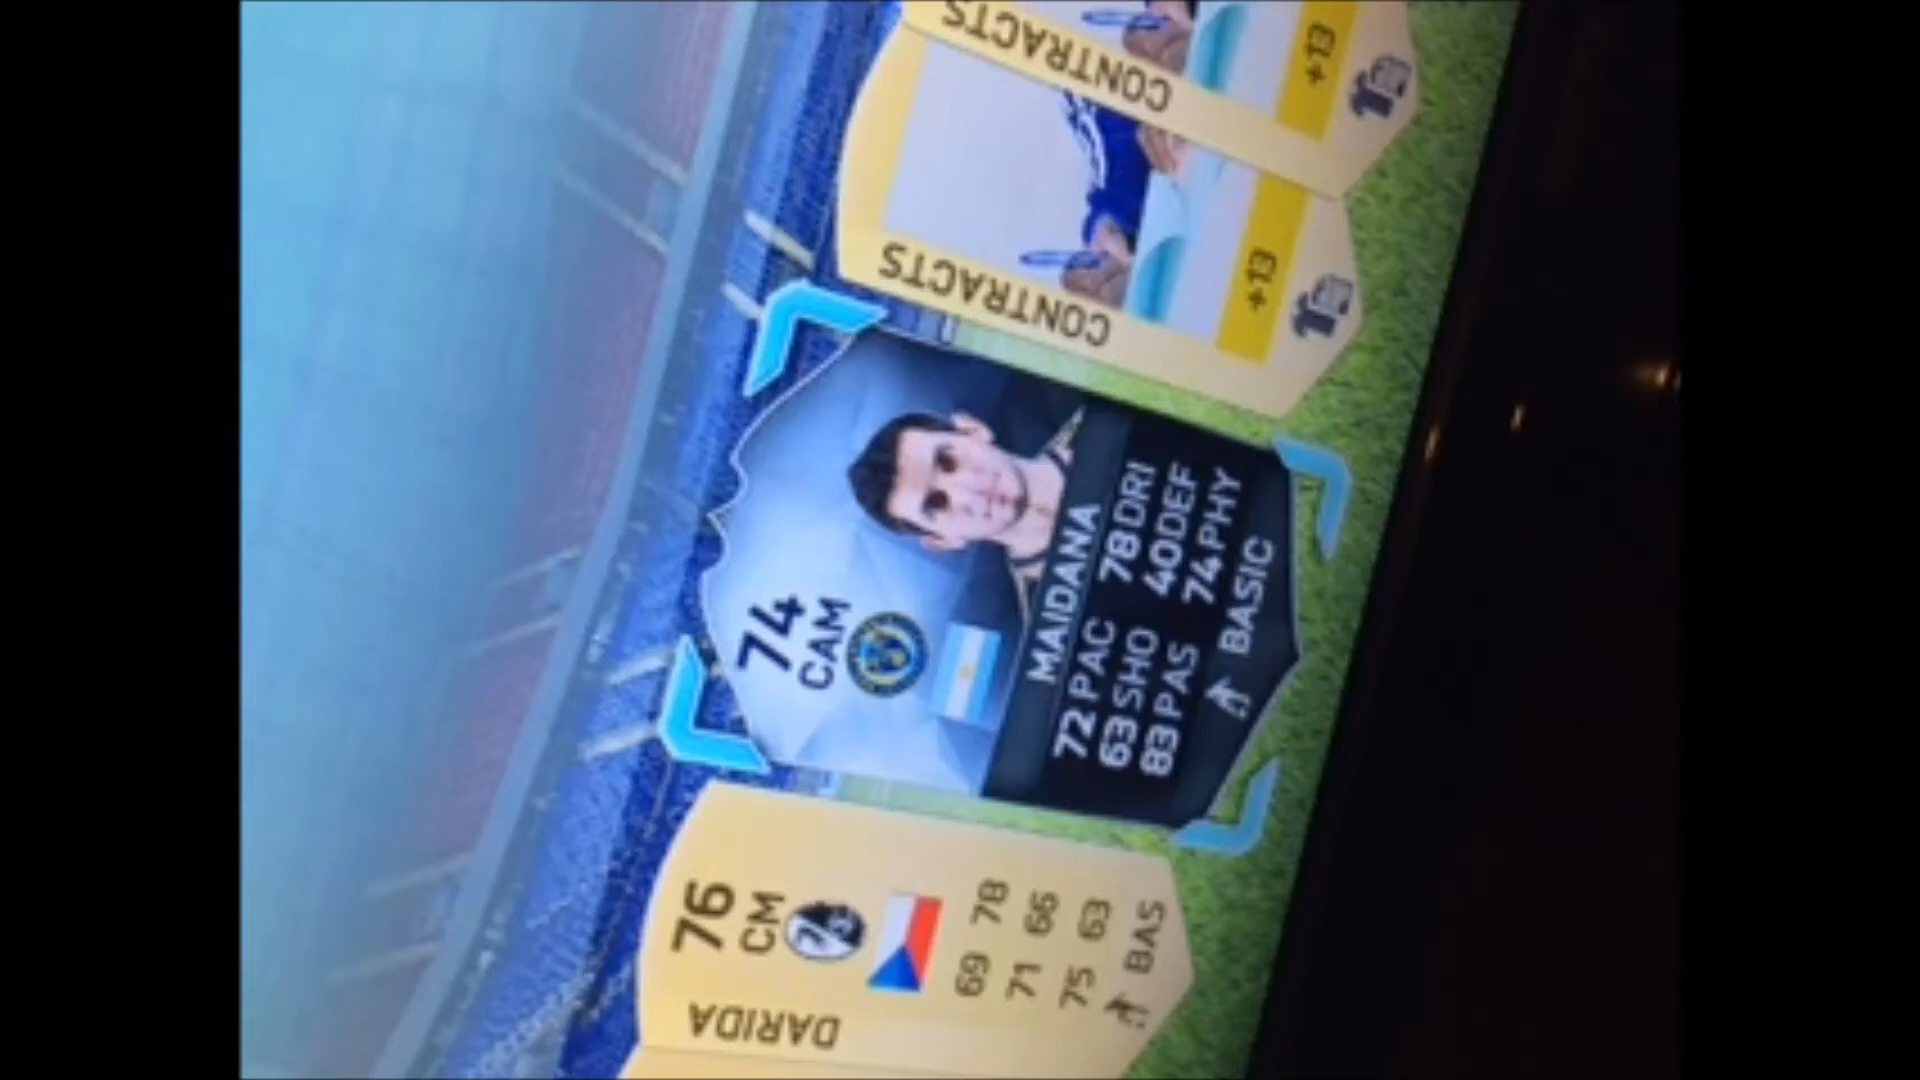 76
CM
DARIDA
69 78
71 66
75 63
BAS
74
CAM
MAIDANA
72 PAC 78 DRI
63 SHO 40 DEF
83 PAS 74 PHY
BASIC
CONTRACTS
+13
CONTRACTS
+13